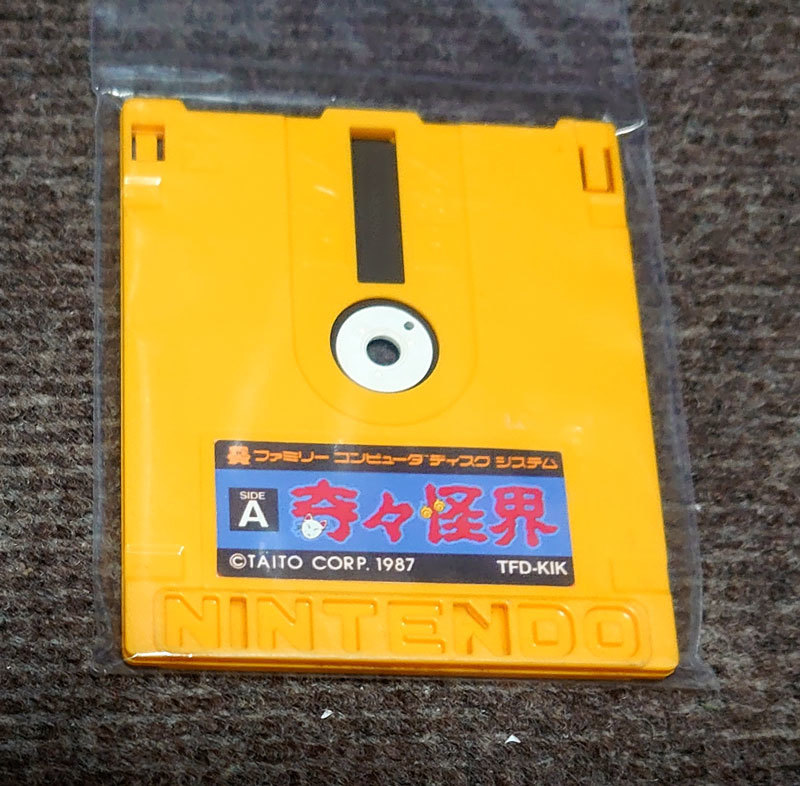 ファミリー コンピュータ ディスク システム
SIDE
A
奇々怪界
©TAITO CORP. 1987 TFD-KIK
NINTENDO